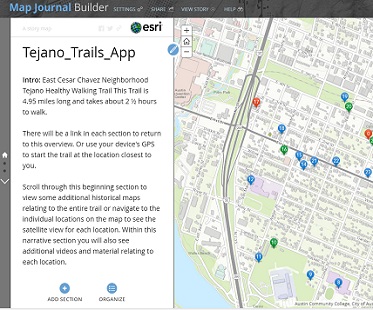 Map Journal Builder SETTINGS SHARE VIEW STORY HELP
A story map
esri
Tejano_Trails_App
Intro: East Cesar Chavez Neighborhood
Tejano Healthy Walking Trail This Trail is
4.95 miles long and takes about 2 ½ hours
to walk.
There will be a link in each section to return
to this overview. Or use your device's GPS
to start the trail at the location closest to
you.
Scroll through this beginning section to
view some additional historical maps
relating to the entire trail or navigate to the
individual locations on the map to see the
satellite view for each location. Within this
narrative section you will also see
additional videos and material relating to
each location.
ADD SECTION ORGANIZE
Austin Community College, City of Austin